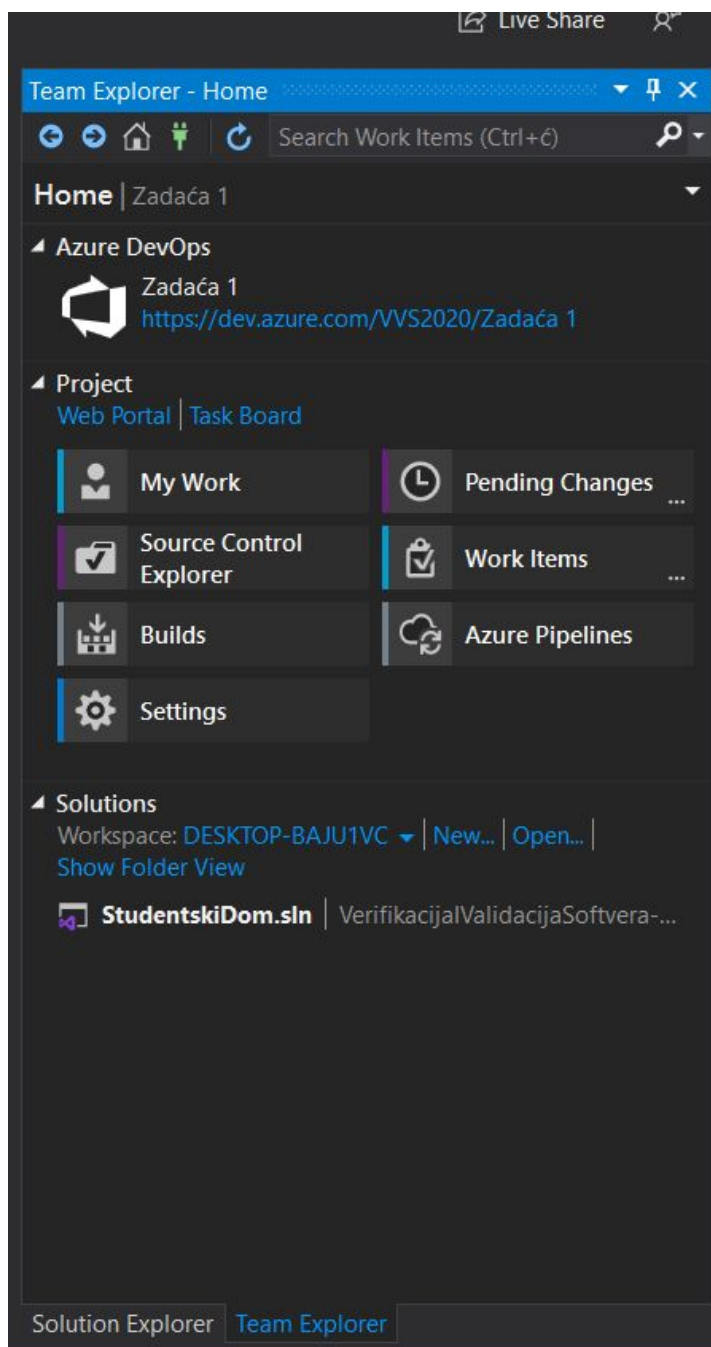 Live Share
Team Explorer - Home
Search Work Items (Ctrl+ć)
Home | Zadaća 1
Azure DevOps
Zadaća 1
https://dev.azure.com/VVS2020/Zadaća 1
Project
Web Portal | Task Board
My Work
Pending Changes ...
Source Control
Explorer
Work Items ...
Builds
Azure Pipelines
Settings
Solutions
Workspace: DESKTOP-BAJU1VC | New... | Open... |
Show Folder View
StudentskiDom.sln | VerifikacijaIValidacijaSoftvera-...
Solution Explorer Team Explorer